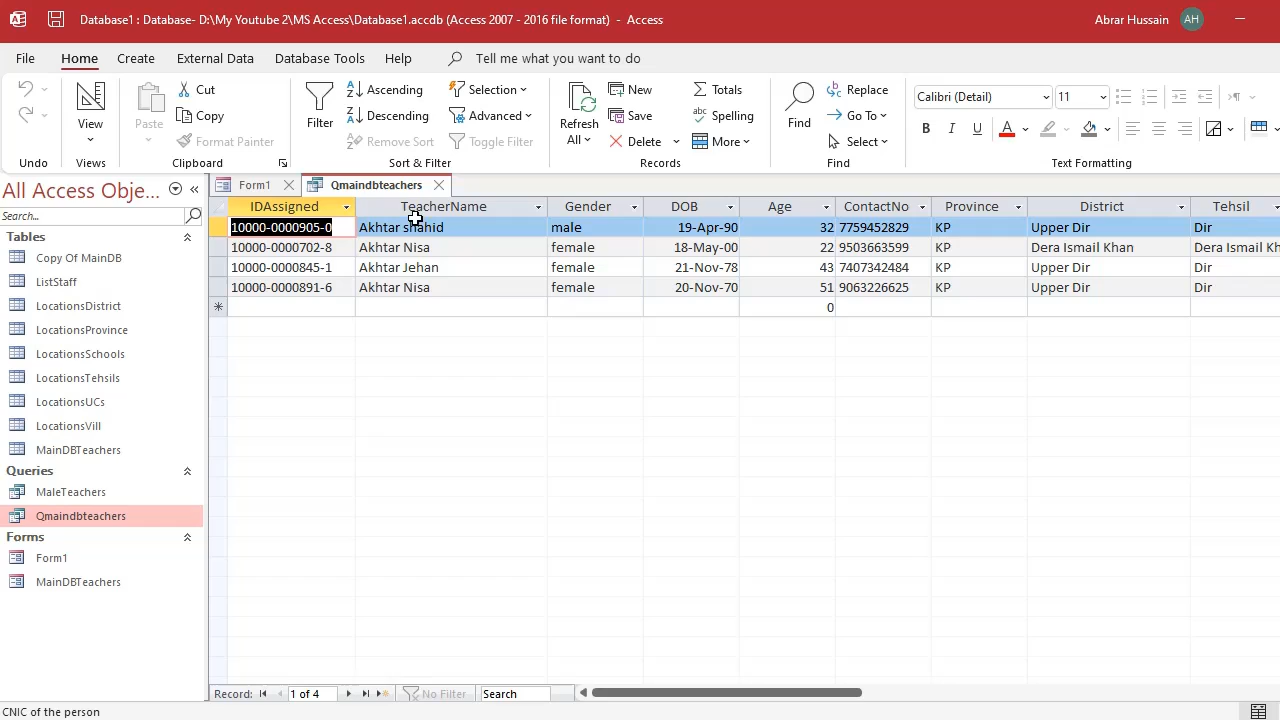 Database1 : Database- D:\My Youtube 2\MS Access\Database1.accdb (Access 2007 - 2016 file format) - Access
Abrar Hussain AH
File Home Create External Data Database Tools Help Tell me what you want to do
View
Paste
Cut
Copy
Format Painter
Filter
Ascending
Descending
Remove Sort
Selection
Advanced
Toggle Filter
Refresh
All
New
Save
Delete
Totals
Spelling
More
Find
Replace
Go To
Select
Calibri (Detail) 11
B I U A
Undo Views Clipboard Sort & Filter Records Find Text Formatting
All Access Obje... «
Search...
Tables
Copy Of MainDB
ListStaff
LocationsDistrict
LocationsProvince
LocationsSchools
LocationsTehsils
LocationsUCs
LocationsVill
MainDBTeachers
Queries
MaleTeachers
Qmaindbteachers
Forms
Form1
MainDBTeachers
Form1 Qmaindbteachers
IDAssigned TeacherName Gender DOB Age ContactNo Province District Tehsil
10000-0000905-0 Akhtar shahid male 19-Apr-90 32 7759452829 KP Upper Dir Dir
10000-0000702-8 Akhtar Nisa female 18-May-00 22 9503663599 KP Dera Ismail Khan Dera Ismail Kh
10000-0000845-1 Akhtar Jehan female 21-Nov-78 43 7407342484 KP Upper Dir Dir
10000-0000891-6 Akhtar Nisa female 20-Nov-70 51 9063226625 KP Upper Dir Dir
* 0
Record: 1 of 4 No Filter Search
CNIC of the person